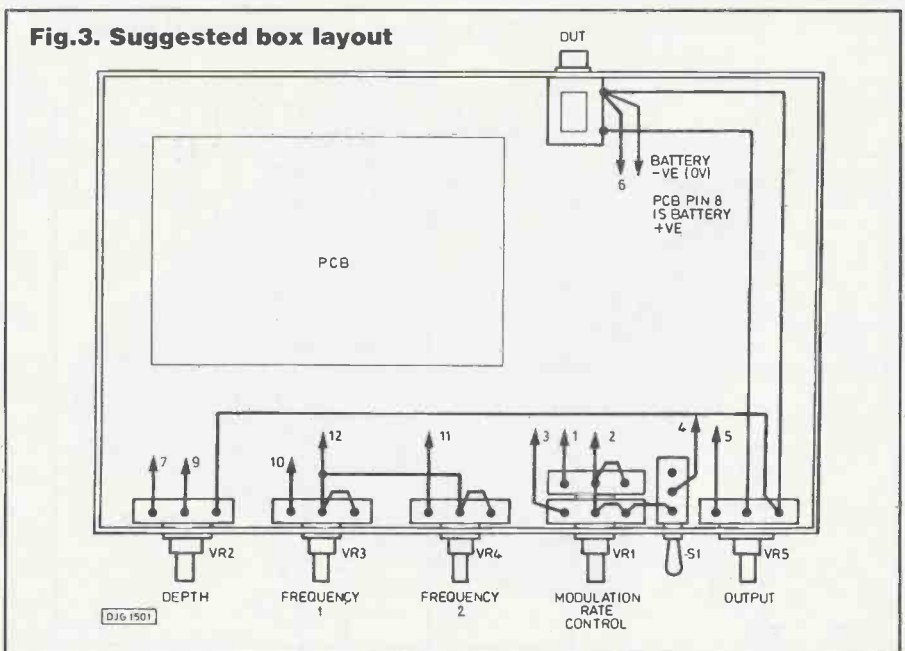 Fig.3. Suggested box layout
OUT
BATTERY
-VE (0V)
6
PCB PIN 8
IS BATTERY
+VE
PCB
7
9
10
12
11
3
1
2
4
5
VR2
VR3
VR4
VR1
S1
VR5
DEPTH
FREQUENCY
1
FREQUENCY
2
MODULATION
RATE
CONTROL
OUTPUT
DJG 1501